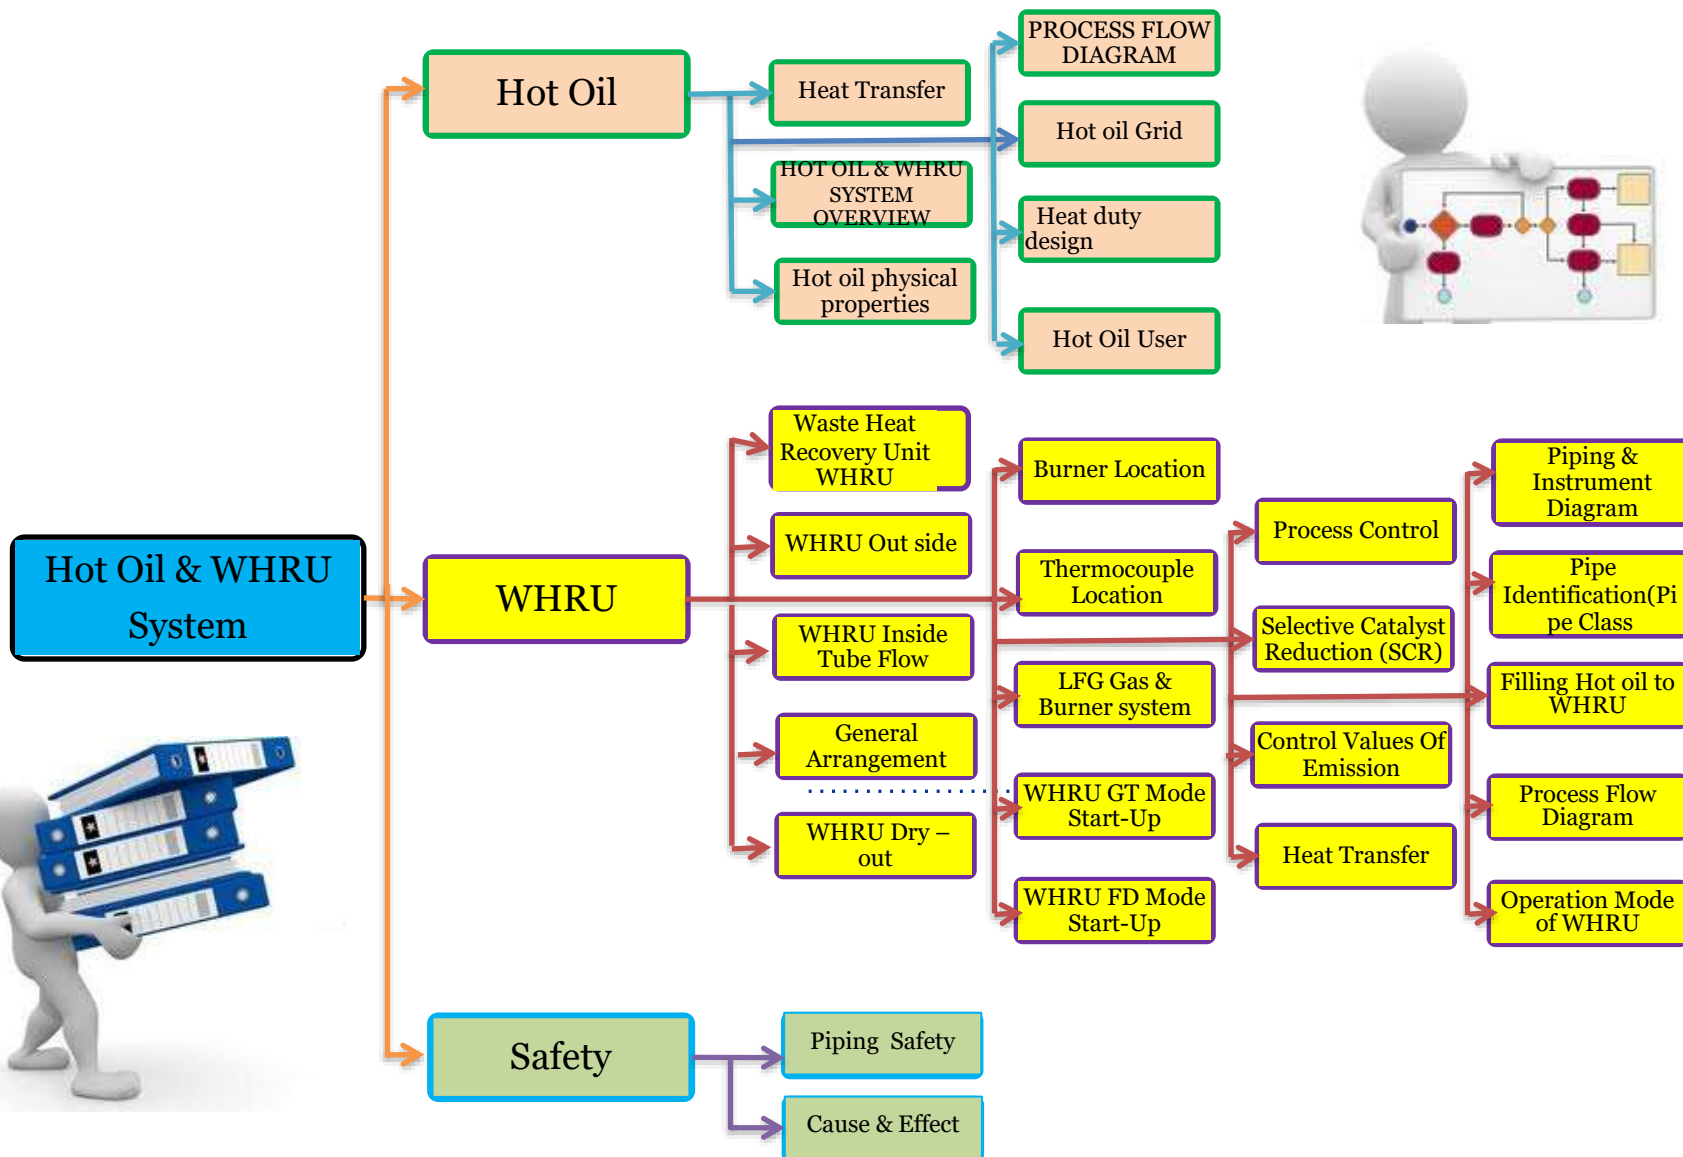 Hot Oil & WHRU
System
Hot Oil
Heat Transfer
HOT OIL & WHRU
SYSTEM
OVERVIEW
Hot oil physical
properties
PROCESS FLOW
DIAGRAM
Hot oil Grid
Heat duty
design
Hot Oil User
WHRU
Waste Heat
Recovery Unit
WHRU
WHRU Out side
WHRU Inside
Tube Flow
General
Arrangement
WHRU Dry –
out
Burner Location
Thermocouple
Location
LFG Gas &
Burner system
WHRU GT Mode
Start-Up
WHRU FD Mode
Start-Up
Process Control
Selective Catalyst
Reduction (SCR)
Control Values Of
Emission
Heat Transfer
Piping &
Instrument
Diagram
Pipe
Identification(Pi
pe Class
Filling Hot oil to
WHRU
Process Flow
Diagram
Operation Mode
of WHRU
Safety
Piping Safety
Cause & Effect